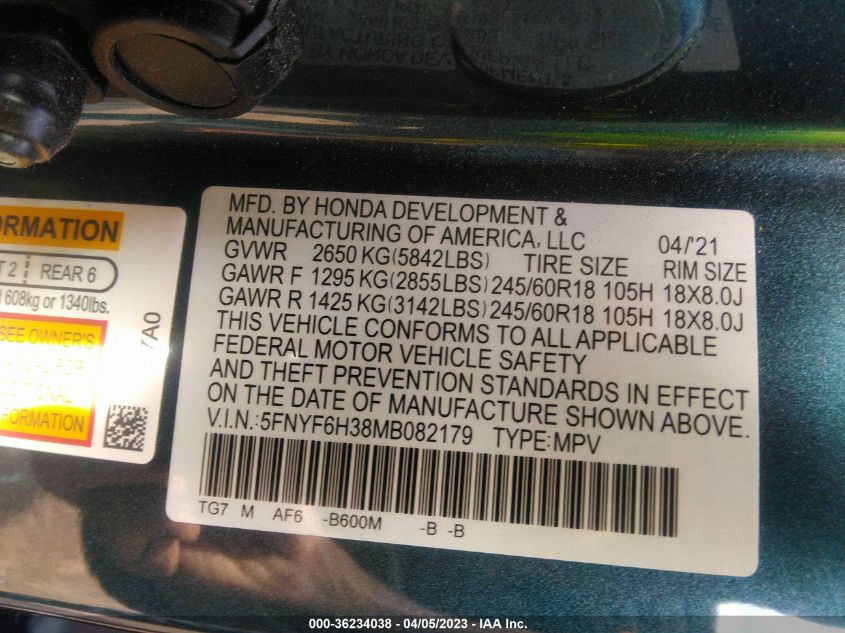 MFD. BY HONDA DEVELOPMENT &
MANUFACTURING OF AMERICA, LLC 04/'21
GVWR 2650 KG(5842LBS) TIRE SIZE RIM SIZE
GAWR F 1295 KG(2855LBS) 245/60R18 105H 18X8.0J
GAWR R 1425 KG(3142LBS) 245/60R18 105H 18X8.0J
THIS VEHICLE CONFORMS TO ALL APPLICABLE
FEDERAL MOTOR VEHICLE SAFETY
AND THEFT PREVENTION STANDARDS IN EFFECT
ON THE DATE OF MANUFACTURE SHOWN ABOVE.
V.I.N.:5FNYF6H38MB082179 TYPE:MPV
TG7 M AF6 -B600M -B -B
ORMATION
T 2 REAR 6
608kg or 1340lbs.
SEE OWNER'S
FOR
7A0
000-36234038 - 04/05/2023 - IAA Inc.